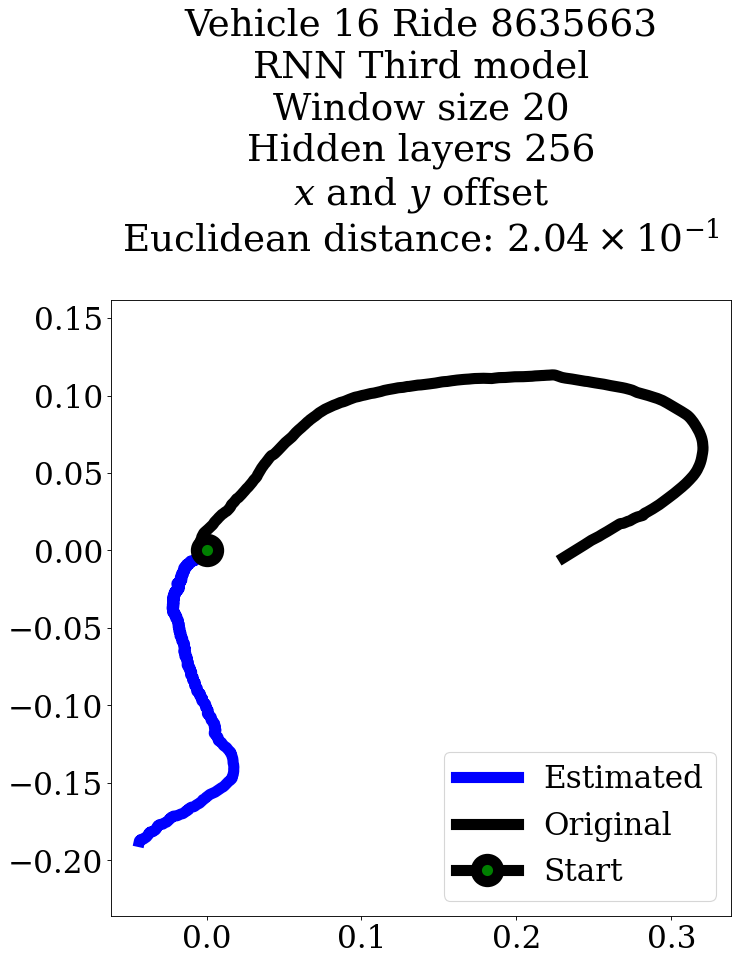 Vehicle 16 Ride 8635663
RNN Third model
Window size 20
Hidden layers 256
x and y offset
Euclidean distance: 2.04 × 10⁻¹
0.15
0.10
0.05
0.00
−0.05
−0.10
−0.15
−0.20
Estimated
Original
Start
0.0 0.1 0.2 0.3